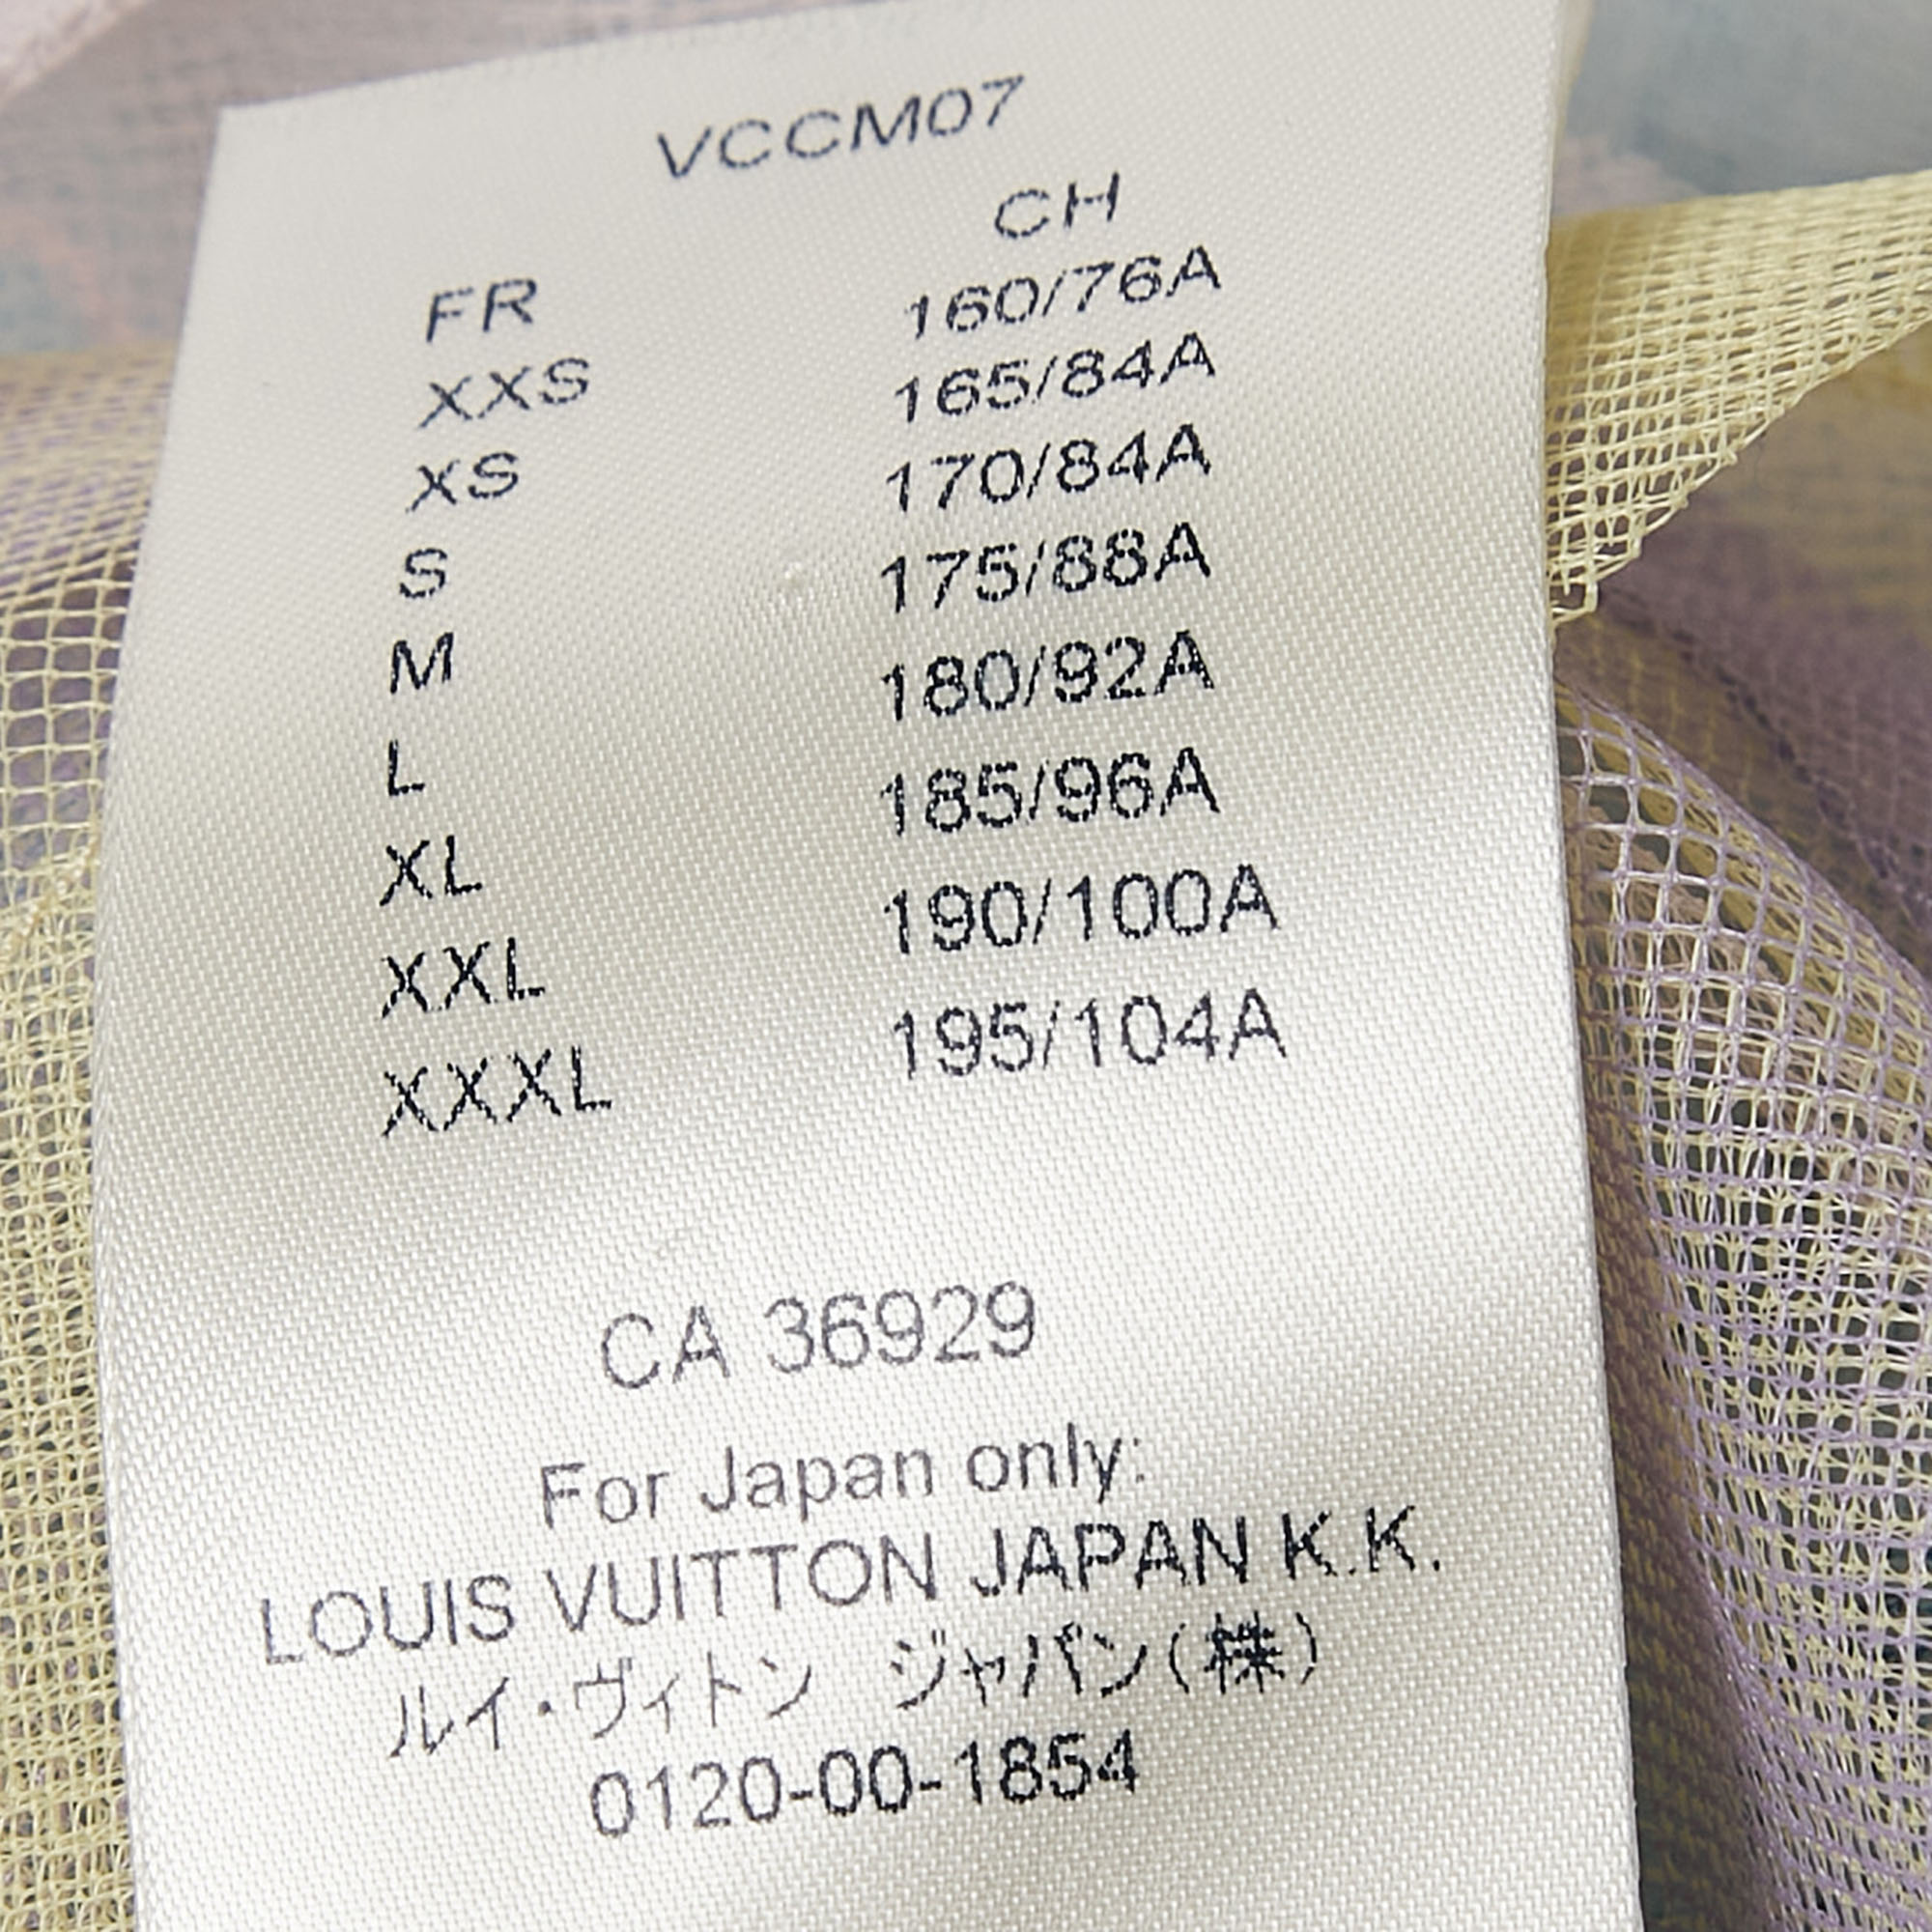 VCCM07
FR CH
XXS 160/76A
XS 165/84A
S 170/84A
M 175/88A
L 180/92A
XL 185/96A
XXL 190/100A
XXXL 195/104A
CA 36929
For Japan only:
LOUIS VUITTON JAPAN K.K.
ルイ・ヴィトン ジャパン(株)
0120-00-1854